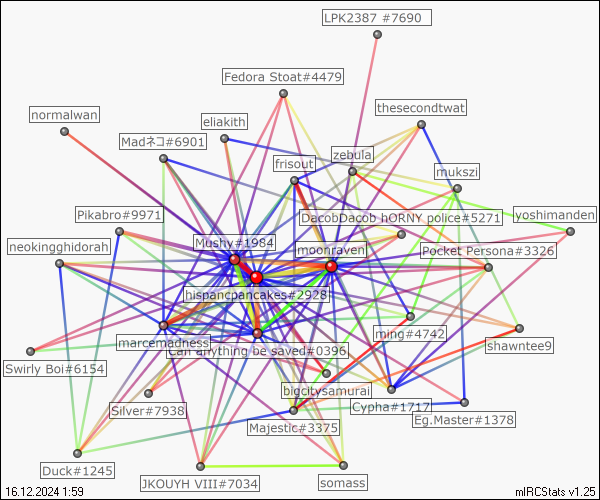 LPK2387 #7690
Fedora Stoat#4479
thesecondtwat
normalwan
eliakith
Madネコ#6901
zebula
frisout
mukszi
Pikabro#9971
DacobDacob hORNY police#5271
yoshimanden
neokingghidorah
Mushy#1984
moonraven
Pocket Persona#3326
hispancpancakes#2928
marcemadness
can anything be saved#0396
ming#4742
shawntee9
Swirly Boi#6154
bigcitysamurai
Silver#7938
Cypha#1717
Eg.Master#1378
Majestic#3375
Duck#1245
JKOUYH VIII#7034
somass
16.12.2024 1:59
mIRCStats v1.25